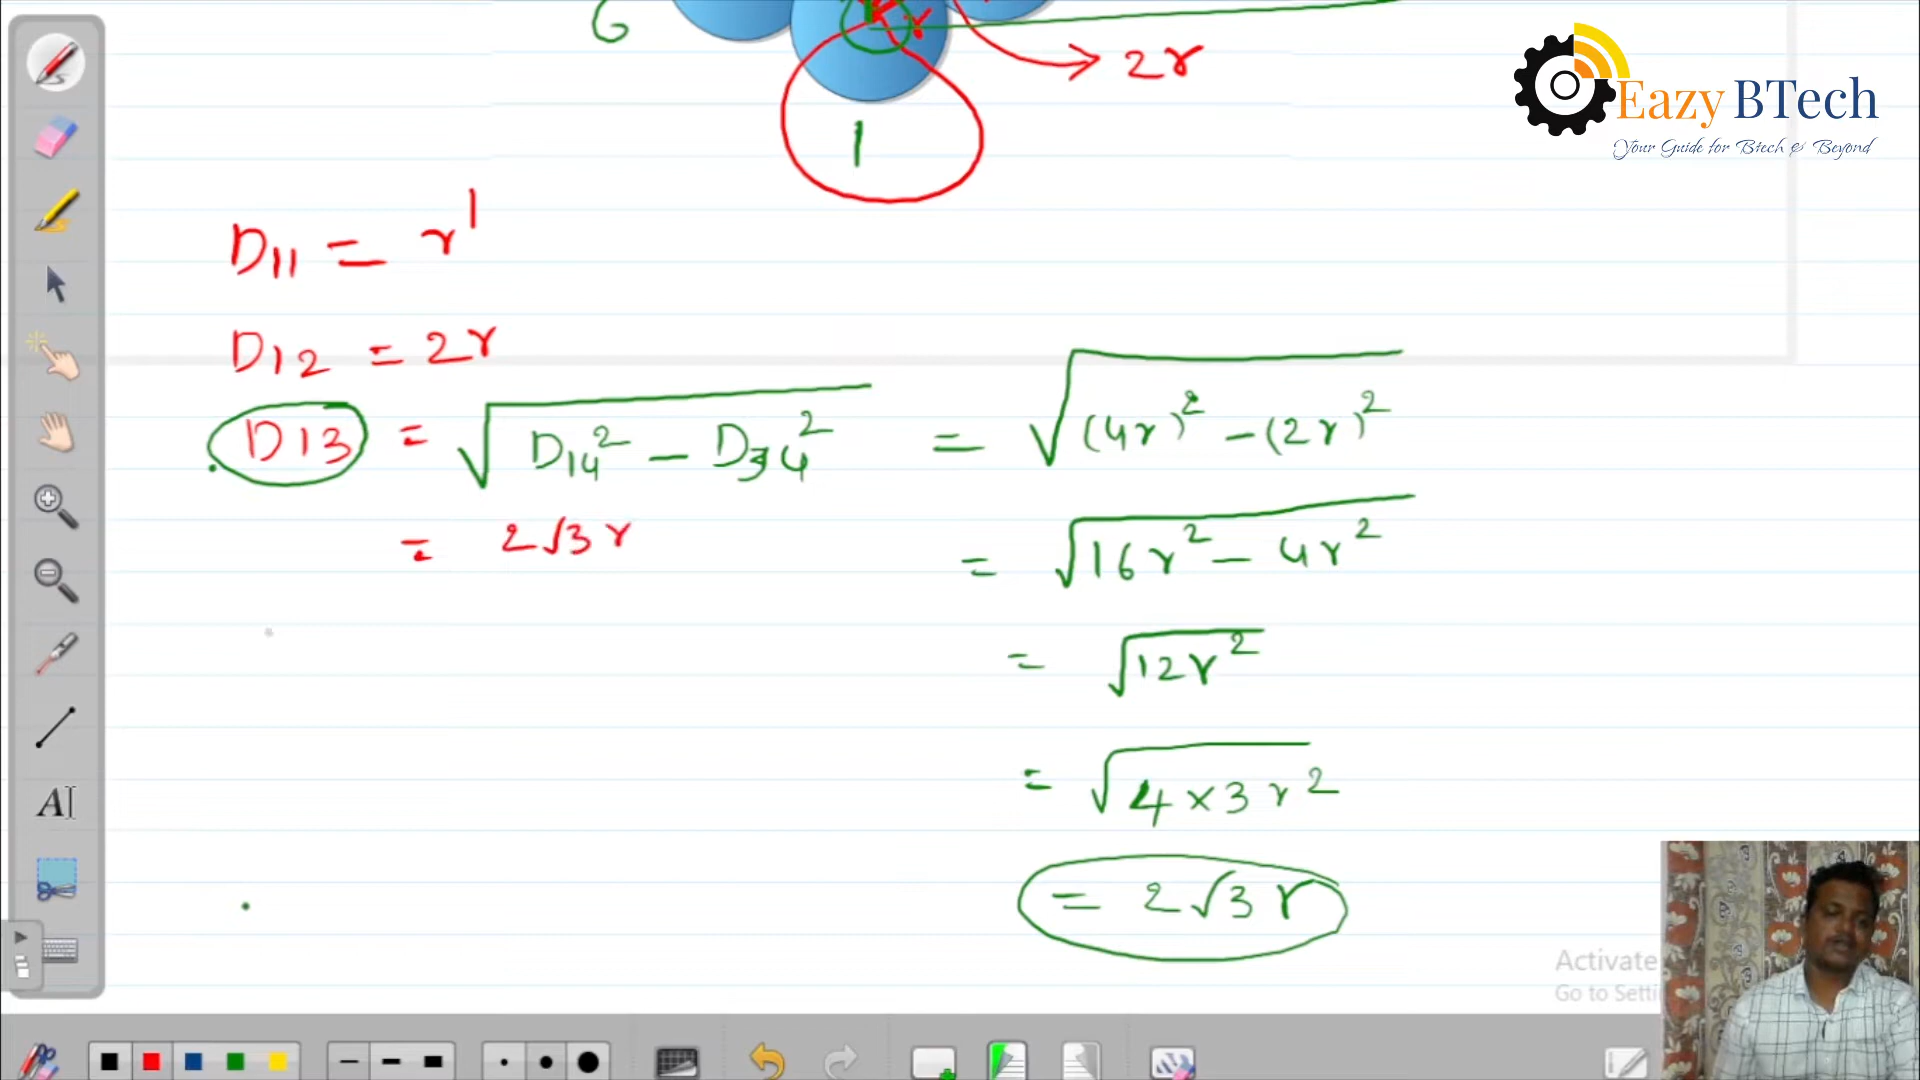 6
2r
Eazy BTech
Your Guide for Btech & Beyond
1
D11 = r'
D12 = 2r
D13 = √(D14² − D34²) = √((4r)² − (2r)²)
= 2√3 r
= √(16r² − 4r²)
= √(12r²)
= √(4×3r²)
= 2√3 r
Activate
Go to Setti